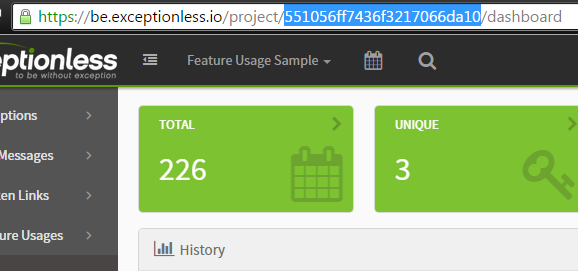 https://be.exceptionless.io/project/551056ff7436f3217066da10/dashboard
eptionless
to be without exception
Feature Usage Sample
ptions
Messages
ken Links
ure Usages
TOTAL
226
UNIQUE
3
History